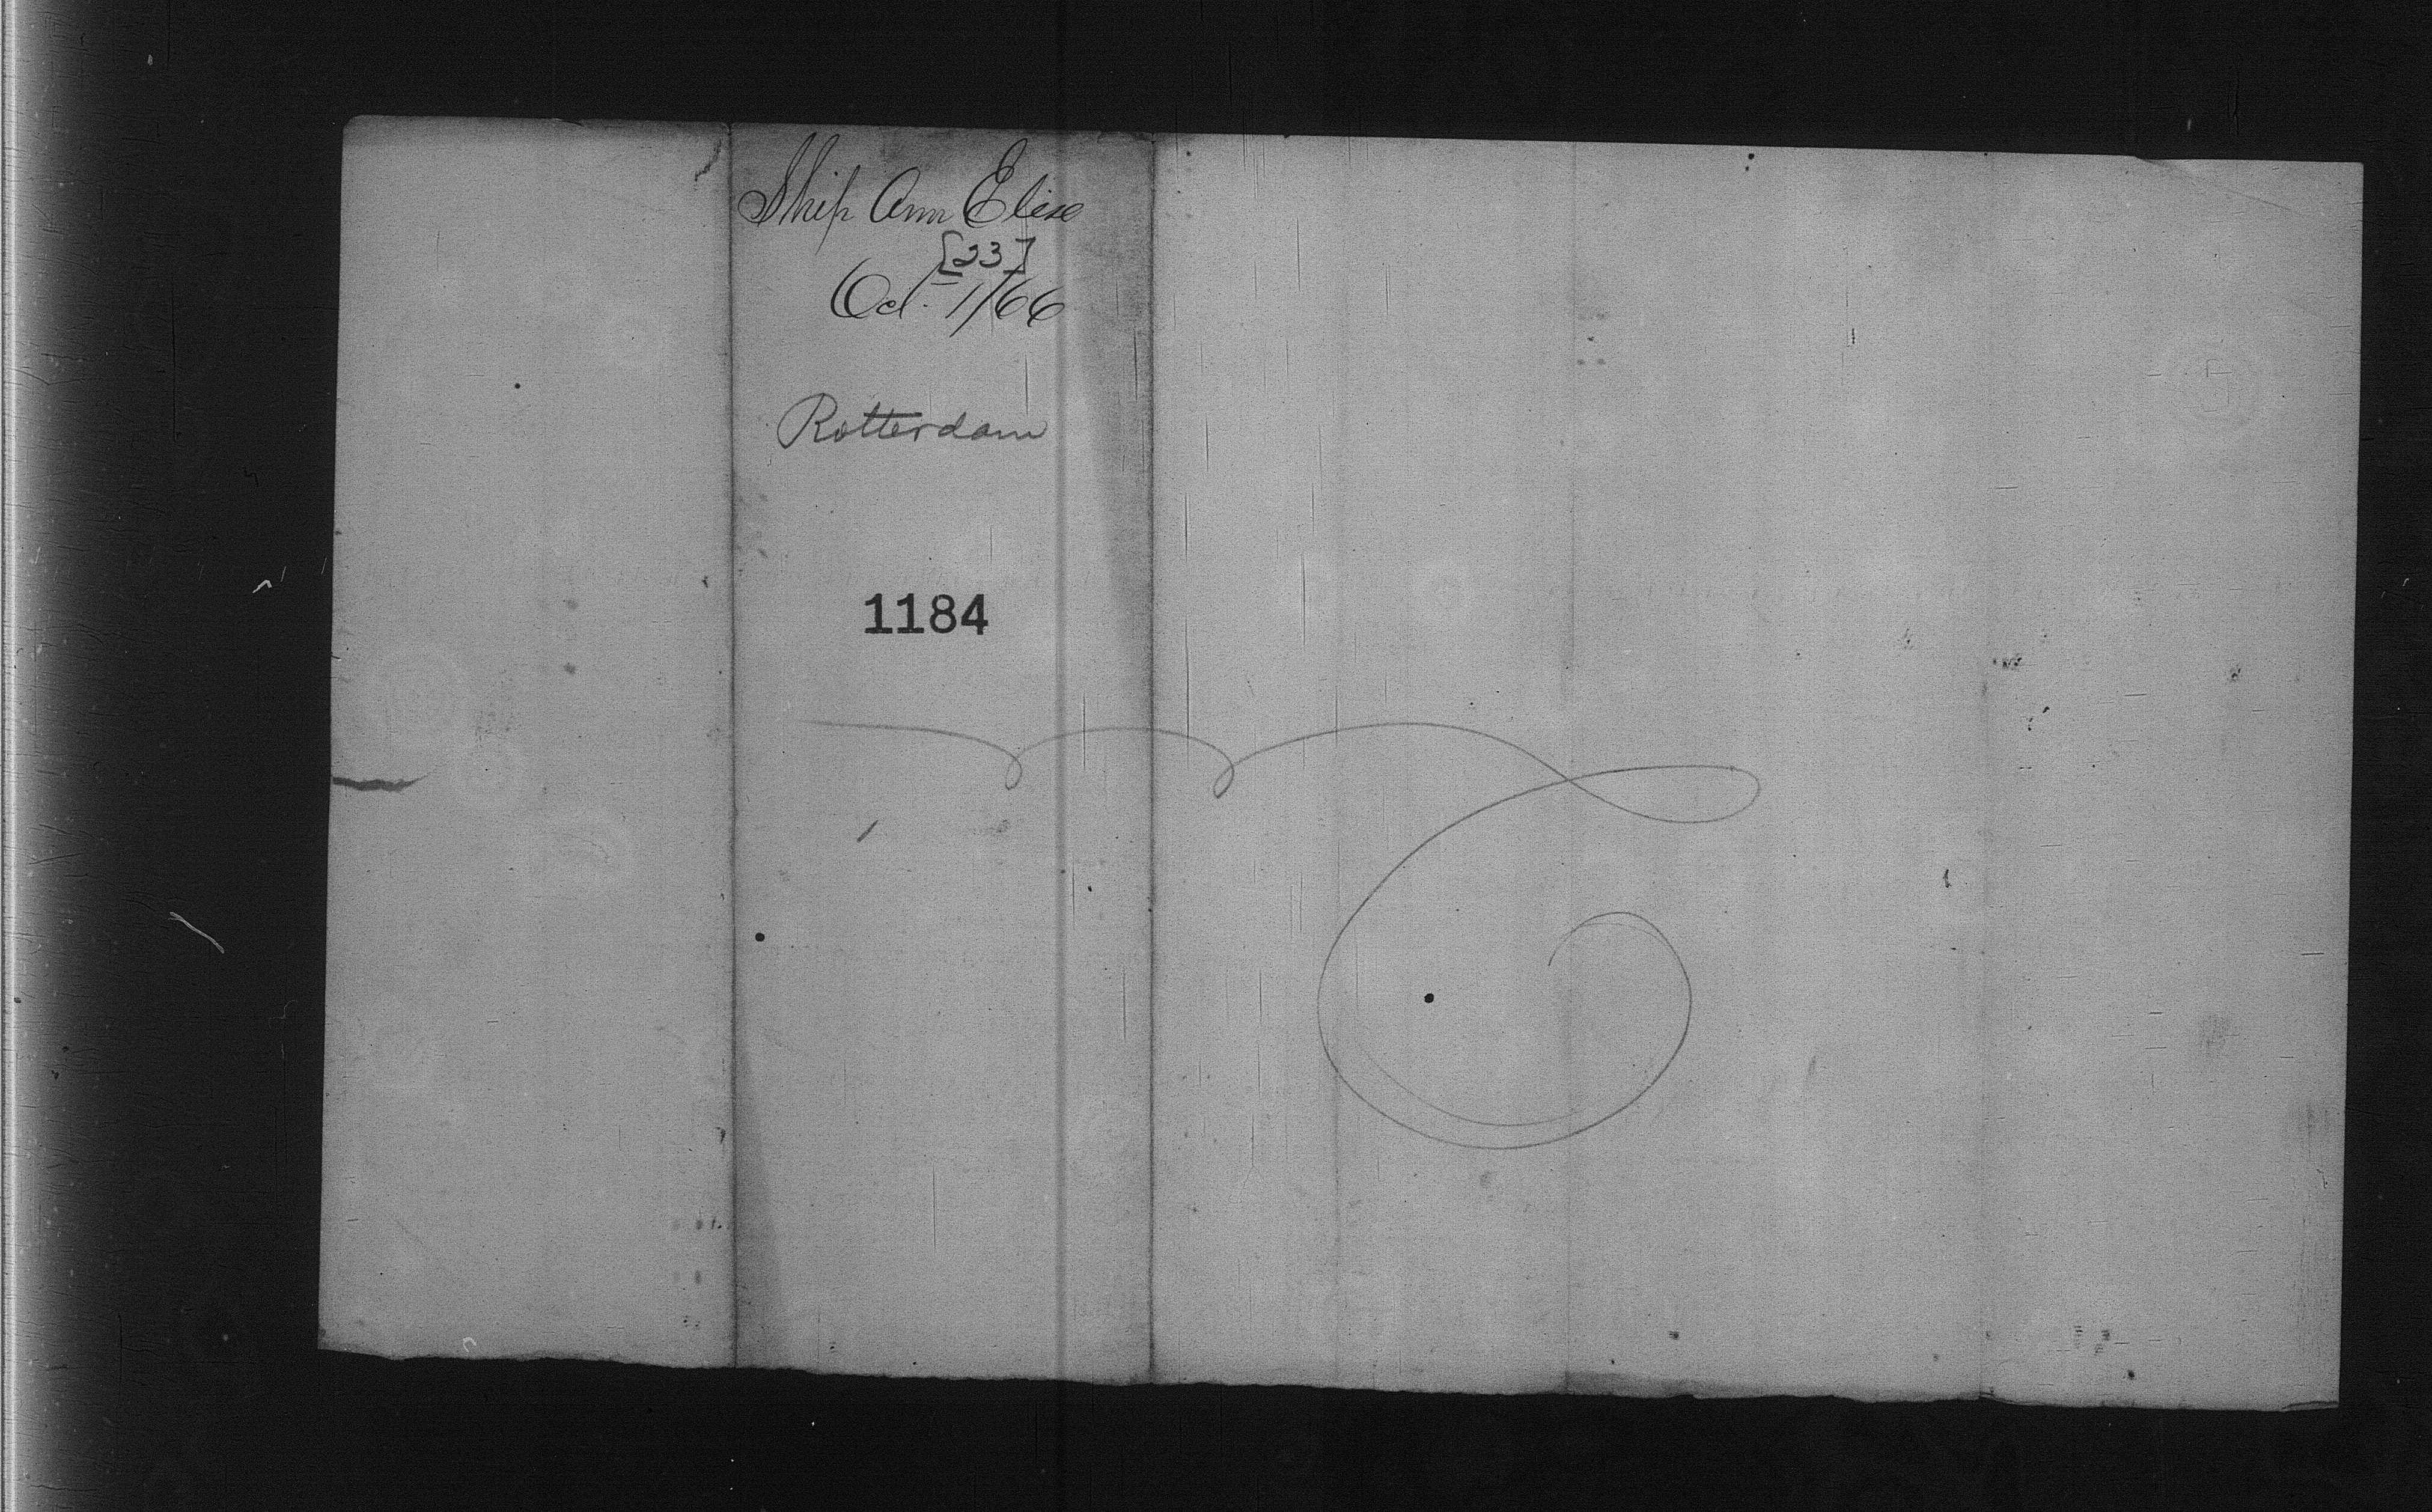 Ship Ann Elise
[23]
Oct. 1/66
Rotterdam
1184